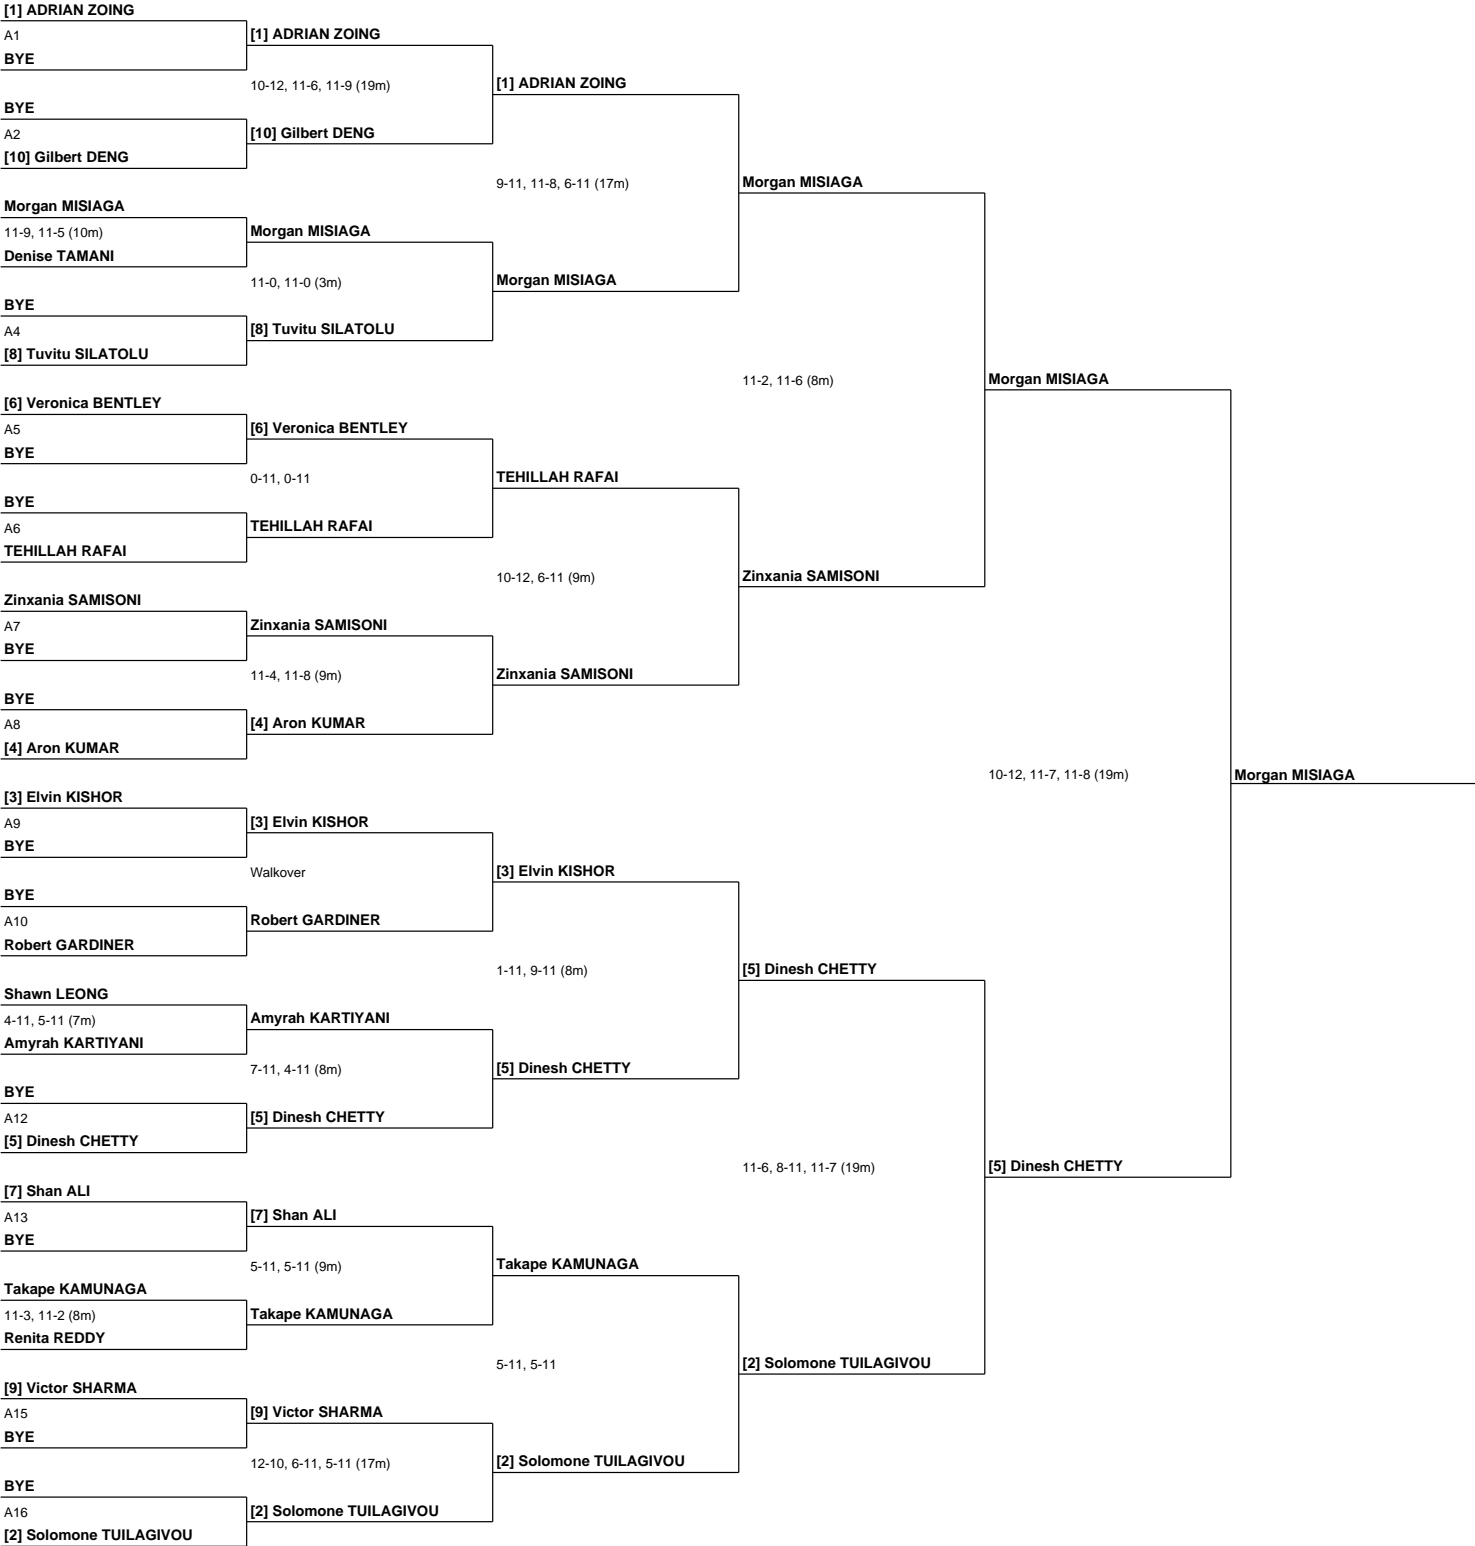 [1] ADRIAN ZOING
A1
BYE
BYE
A2
[10] Gilbert DENG
Morgan MISIAGA
11-9, 11-5 (10m)
Denise TAMANI
BYE
A4
[8] Tuvitu SILATOLU
[6] Veronica BENTLEY
A5
BYE
BYE
A6
TEHILLAH RAFAI
Zinxania SAMISONI
A7
BYE
BYE
A8
[4] Aron KUMAR
[3] Elvin KISHOR
A9
BYE
BYE
A10
Robert GARDINER
Shawn LEONG
4-11, 5-11 (7m)
Amyrah KARTIYANI
BYE
A12
[5] Dinesh CHETTY
[7] Shan ALI
A13
BYE
Takape KAMUNAGA
11-3, 11-2 (8m)
Renita REDDY
[9] Victor SHARMA
A15
BYE
BYE
A16
[2] Solomone TUILAGIVOU
[1] ADRIAN ZOING
10-12, 11-6, 11-9 (19m)
[10] Gilbert DENG
Morgan MISIAGA
11-0, 11-0 (3m)
[8] Tuvitu SILATOLU
[6] Veronica BENTLEY
0-11, 0-11
TEHILLAH RAFAI
Zinxania SAMISONI
11-4, 11-8 (9m)
[4] Aron KUMAR
[3] Elvin KISHOR
Walkover
Robert GARDINER
Amyrah KARTIYANI
7-11, 4-11 (8m)
[5] Dinesh CHETTY
[7] Shan ALI
5-11, 5-11 (9m)
Takape KAMUNAGA
[9] Victor SHARMA
12-10, 6-11, 5-11 (17m)
[2] Solomone TUILAGIVOU
[1] ADRIAN ZOING
9-11, 11-8, 6-11 (17m)
Morgan MISIAGA
TEHILLAH RAFAI
10-12, 6-11 (9m)
Zinxania SAMISONI
[3] Elvin KISHOR
1-11, 9-11 (8m)
[5] Dinesh CHETTY
Takape KAMUNAGA
5-11, 5-11
[2] Solomone TUILAGIVOU
Morgan MISIAGA
11-2, 11-6 (8m)
Zinxania SAMISONI
[5] Dinesh CHETTY
11-6, 8-11, 11-7 (19m)
[2] Solomone TUILAGIVOU
Morgan MISIAGA
10-12, 11-7, 11-8 (19m)
[5] Dinesh CHETTY
Morgan MISIAGA